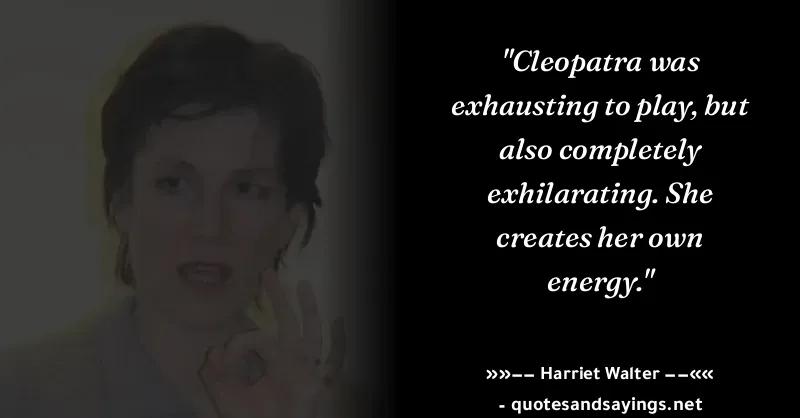 "Cleopatra was
exhausting to play, but
also completely
exhilarating. She
creates her own
energy."
»»−− Harriet Walter −−««
- quotesandsayings.net